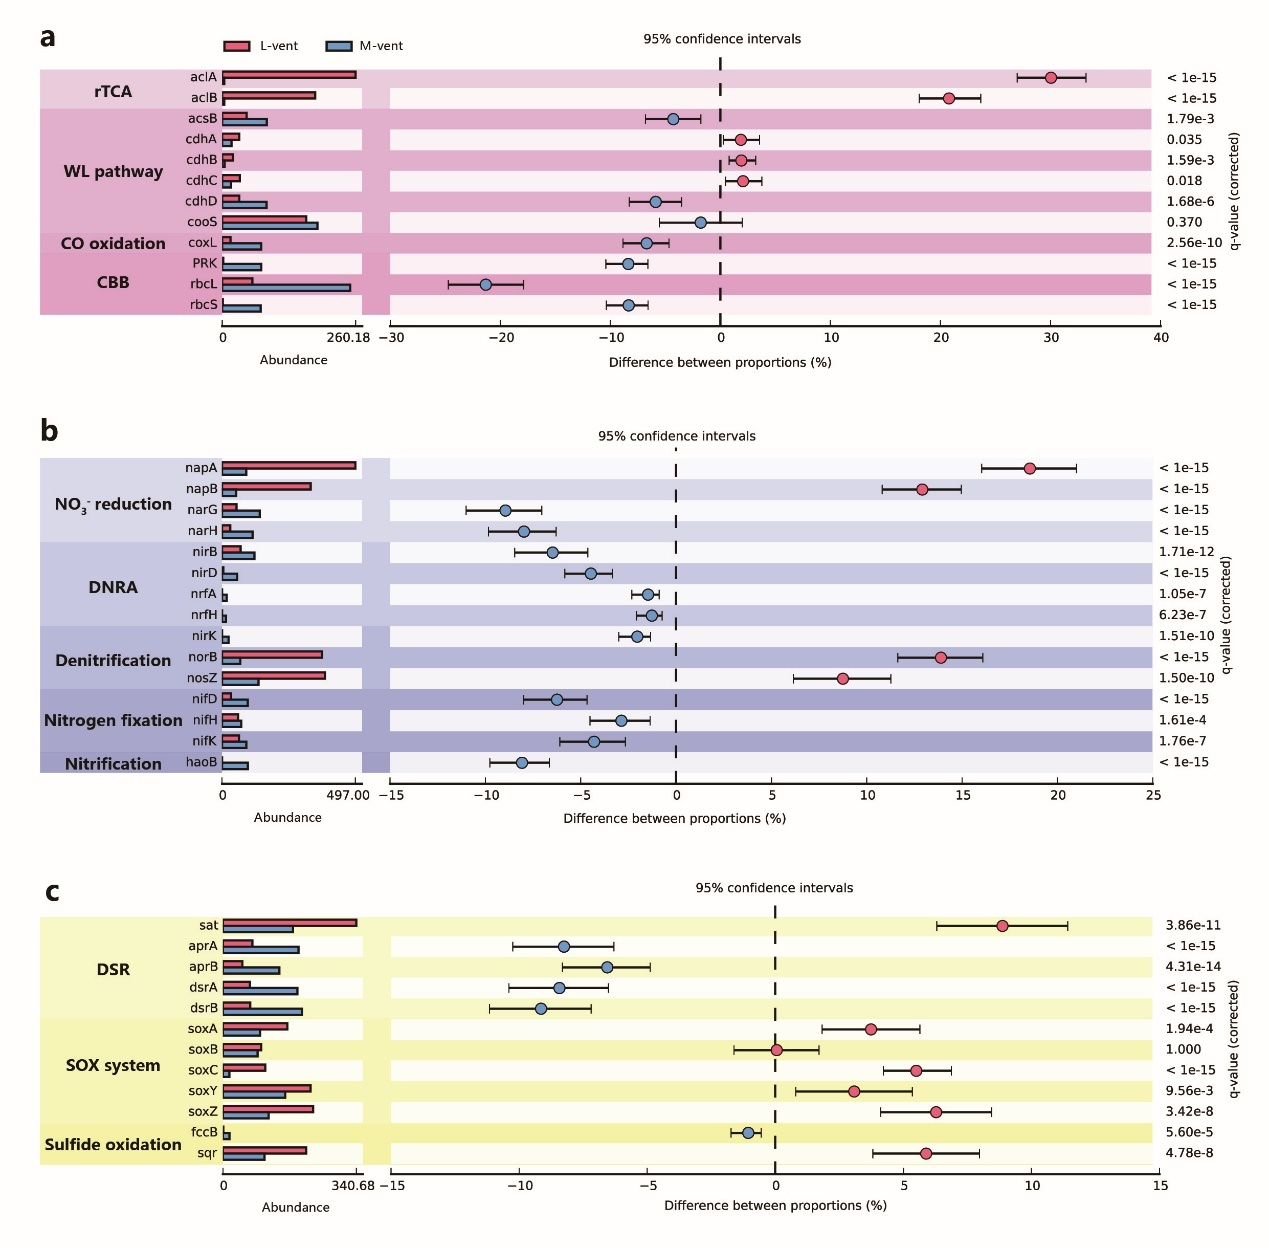 a
L-vent M-vent
95% confidence intervals
rTCA
aclA < 1e-15
aclB < 1e-15
WL pathway
acsB 1.79e-3
cdhA 0.035
cdhB 1.59e-3
cdhC 0.018
cdhD 1.68e-6
cooS 0.370
CO oxidation
coxL 2.56e-10
CBB
PRK < 1e-15
rbcL < 1e-15
rbcS < 1e-15
q-value (corrected)
0 260.18 −30 −20 −10 0 10 20 30 40
Abundance Difference between proportions (%)
b
95% confidence intervals
NO3- reduction
napA < 1e-15
napB < 1e-15
narG < 1e-15
narH < 1e-15
DNRA
nirB 1.71e-12
nirD < 1e-15
nrfA 1.05e-7
nrfH 6.23e-7
Denitrification
nirK 1.51e-10
norB < 1e-15
nosZ 1.50e-10
Nitrogen fixation
nifD < 1e-15
nifH 1.61e-4
nifK 1.76e-7
Nitrification
haoB < 1e-15
q-value (corrected)
0 497.00 −15 −10 −5 0 5 10 15 20 25
Abundance Difference between proportions (%)
c
95% confidence intervals
DSR
sat 3.86e-11
aprA < 1e-15
aprB 4.31e-14
dsrA < 1e-15
dsrB < 1e-15
SOX system
soxA 1.94e-4
soxB 1.000
soxC < 1e-15
soxY 9.56e-3
soxZ 3.42e-8
Sulfide oxidation
fccB 5.60e-5
sqr 4.78e-8
q-value (corrected)
0 340.68 −15 −10 −5 0 5 10 15
Abundance Difference between proportions (%)